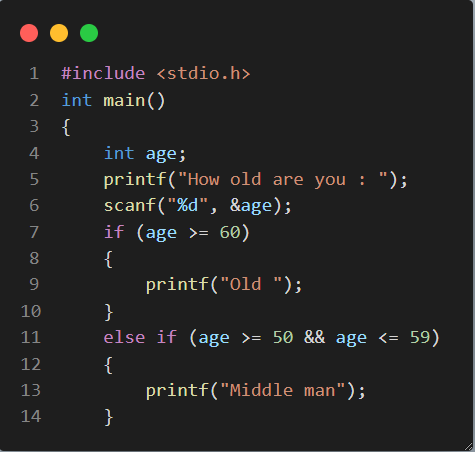 1 #include <stdio.h>
2 int main()
3 {
4     int age;
5     printf("How old are you : ");
6     scanf("%d", &age);
7     if (age >= 60)
8     {
9         printf("Old ");
10     }
11     else if (age >= 50 && age <= 59)
12     {
13         printf("Middle man");
14     }